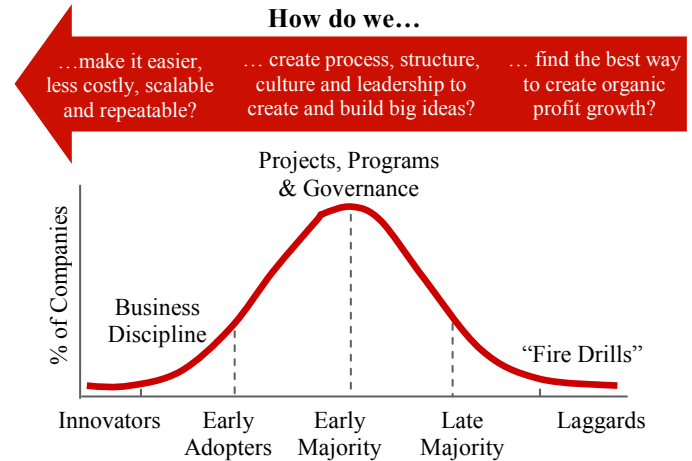 How do we…
…make it easier,
less costly, scalable
and repeatable?
… create process, structure,
culture and leadership to
create and build big ideas?
… find the best way
to create organic
profit growth?
Projects, Programs
& Governance
% of Companies
Business
Discipline
“Fire Drills”
Innovators
Early
Adopters
Early
Majority
Late
Majority
Laggards